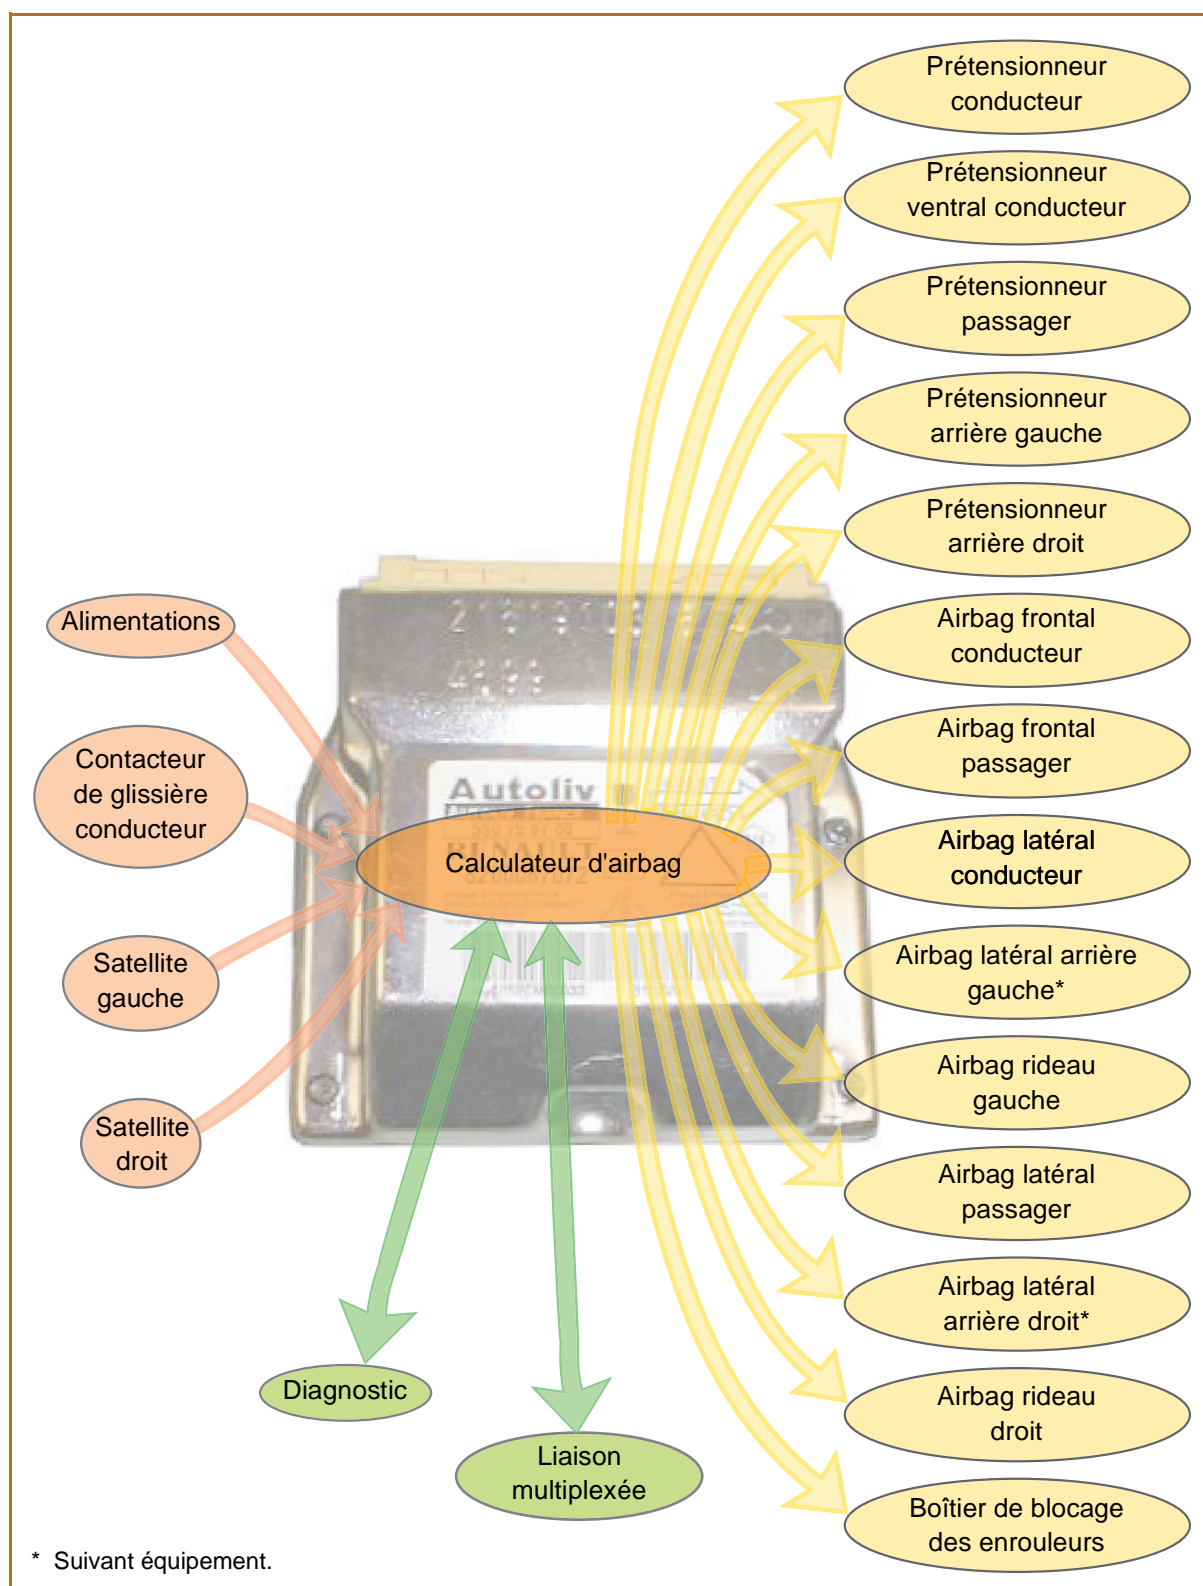 Prétensionneur
conducteur
Prétensionneur
ventral conducteur
Prétensionneur
passager
Prétensionneur
arrière gauche
Prétensionneur
arrière droit
Alimentations
Airbag frontal
conducteur
Contacteur
de glissière
conducteur
Airbag frontal
passager
Autoliv
RENAULT
Calculateur d'airbag
Airbag latéral
conducteur
Satellite
gauche
Airbag latéral arrière
gauche*
Airbag rideau
gauche
Satellite
droit
Airbag latéral
passager
Airbag latéral
arrière droit*
Diagnostic
Airbag rideau
droit
Liaison
multiplexée
Boîtier de blocage
des enrouleurs
* Suivant équipement.